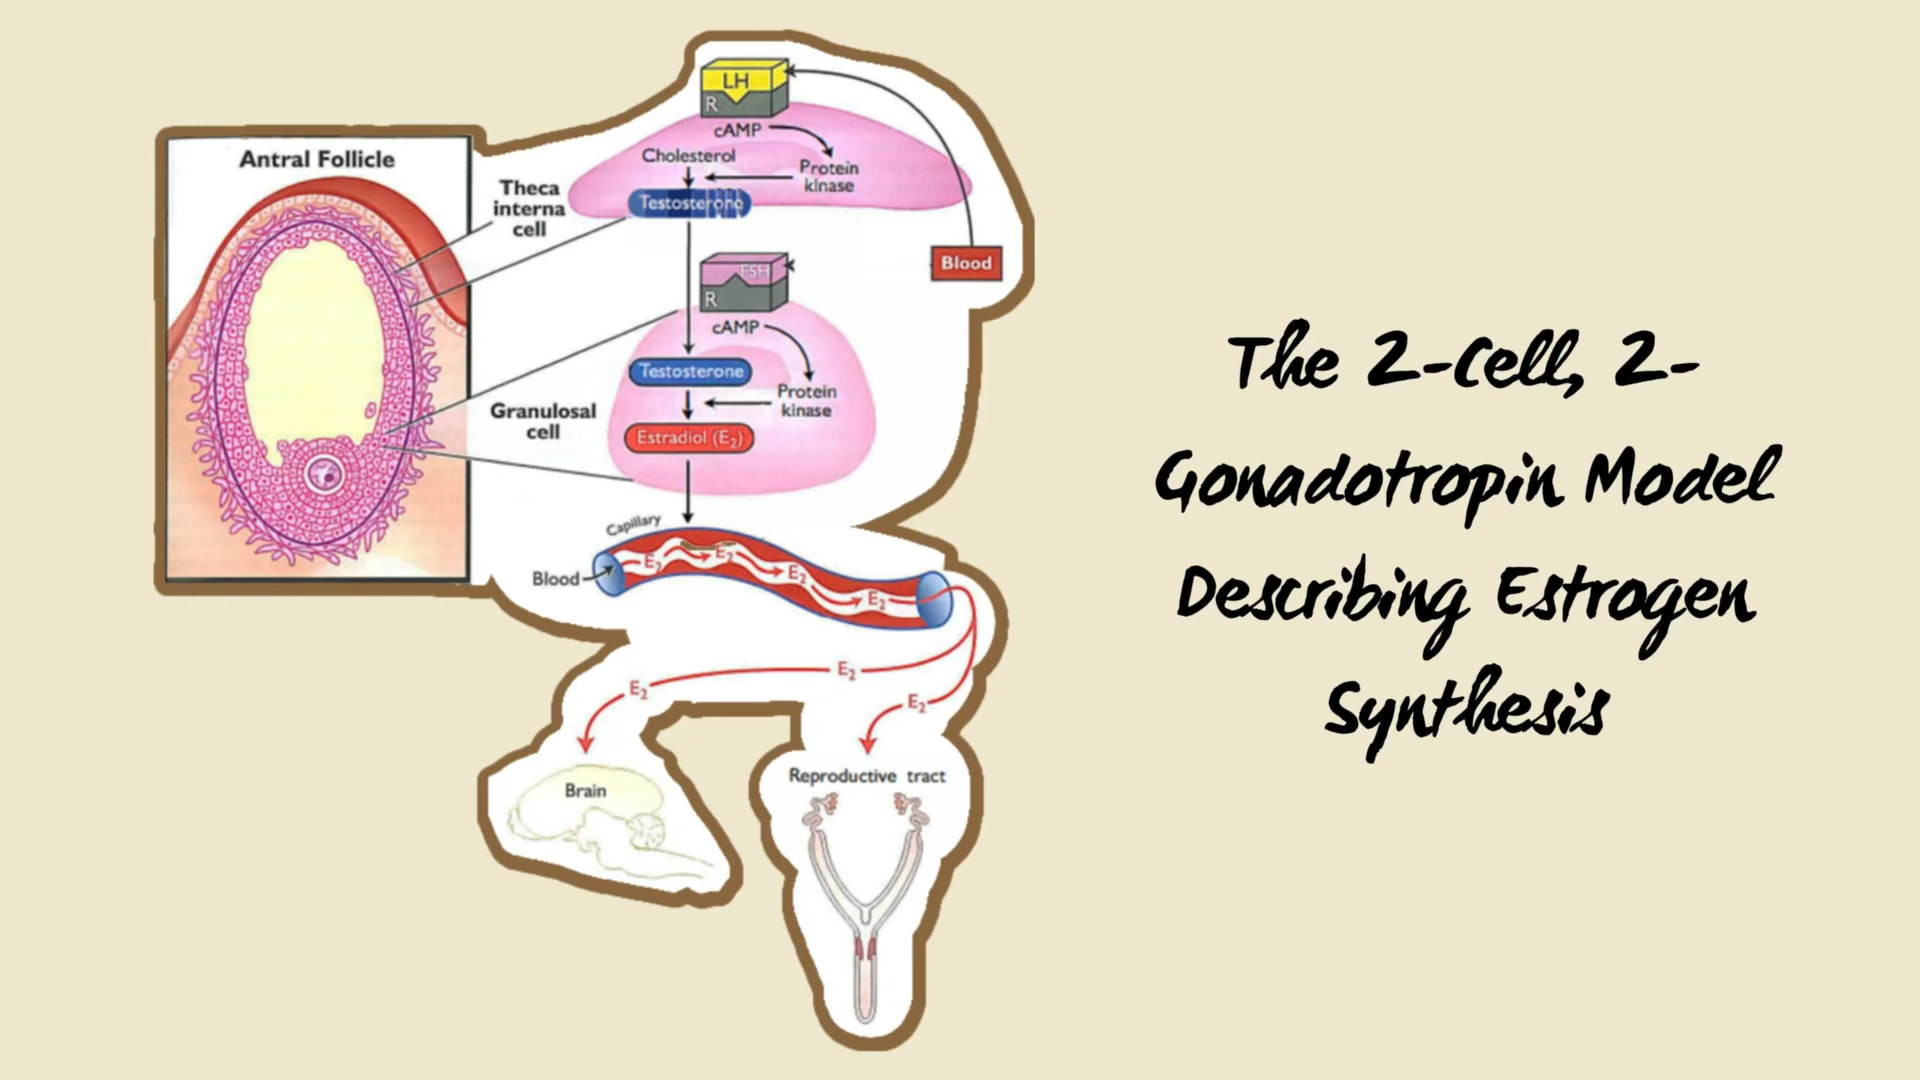 Antral Follicle
Theca
interna
cell
LH
R
cAMP
Cholesterol
Protein
kinase
Testosterone
Blood
FSH
R
cAMP
Testosterone
Protein
kinase
Granulosal
cell
Estradiol (E₂)
Capillary
Blood
E₂
E₂
E₂
E₂
E₂
E₂
E₂
Brain
Reproductive tract
The 2-Cell, 2-
Gonadotropin Model
Describing Estrogen
Synthesis